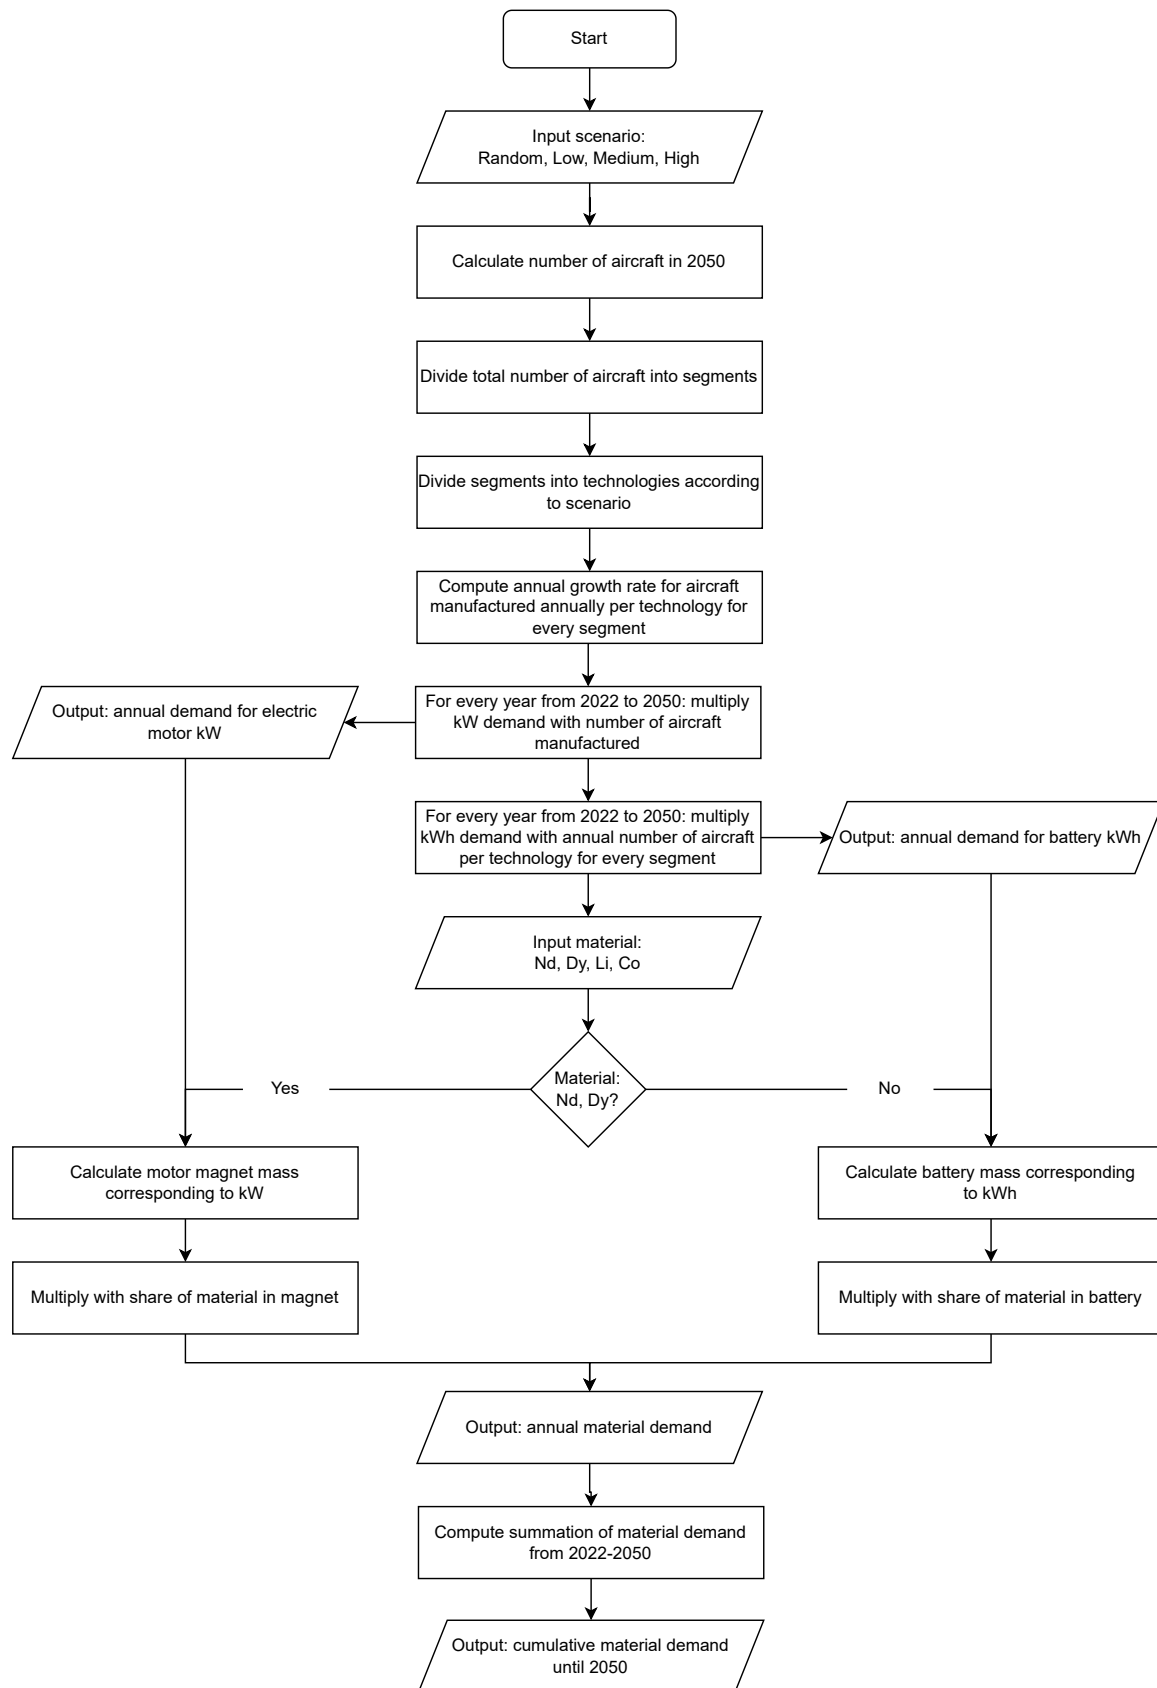 Start
Input scenario:
Random, Low, Medium, High
Calculate number of aircraft in 2050
Divide total number of aircraft into segments
Divide segments into technologies according
to scenario
Compute annual growth rate for aircraft
manufactured annually per technology for
every segment
Output: annual demand for electric
motor kW
For every year from 2022 to 2050: multiply
kW demand with number of aircraft
manufactured
For every year from 2022 to 2050: multiply
kWh demand with annual number of aircraft
per technology for every segment
Output: annual demand for battery kWh
Input material:
Nd, Dy, Li, Co
Yes
Material:
Nd, Dy?
No
Calculate motor magnet mass
corresponding to kW
Calculate battery mass corresponding
to kWh
Multiply with share of material in magnet
Multiply with share of material in battery
Output: annual material demand
Compute summation of material demand
from 2022-2050
Output: cumulative material demand
until 2050